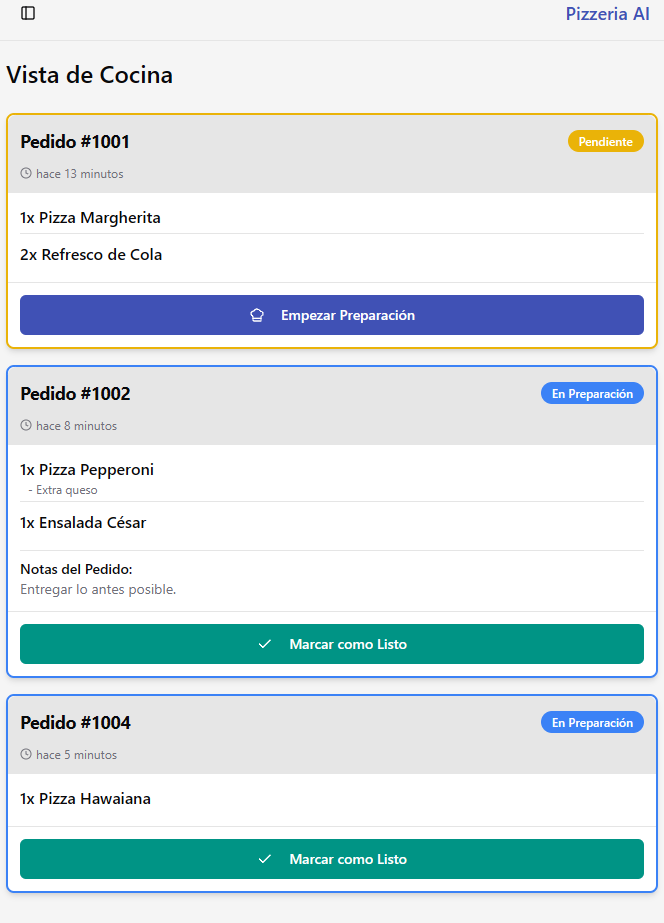 Pizzeria AI
Vista de Cocina
Pedido #1001
Pendiente
hace 13 minutos
1x Pizza Margherita
2x Refresco de Cola
Empezar Preparación
Pedido #1002
En Preparación
hace 8 minutos
1x Pizza Pepperoni
- Extra queso
1x Ensalada César
Notas del Pedido:
Entregar lo antes posible.
Marcar como Listo
Pedido #1004
En Preparación
hace 5 minutos
1x Pizza Hawaiana
Marcar como Listo